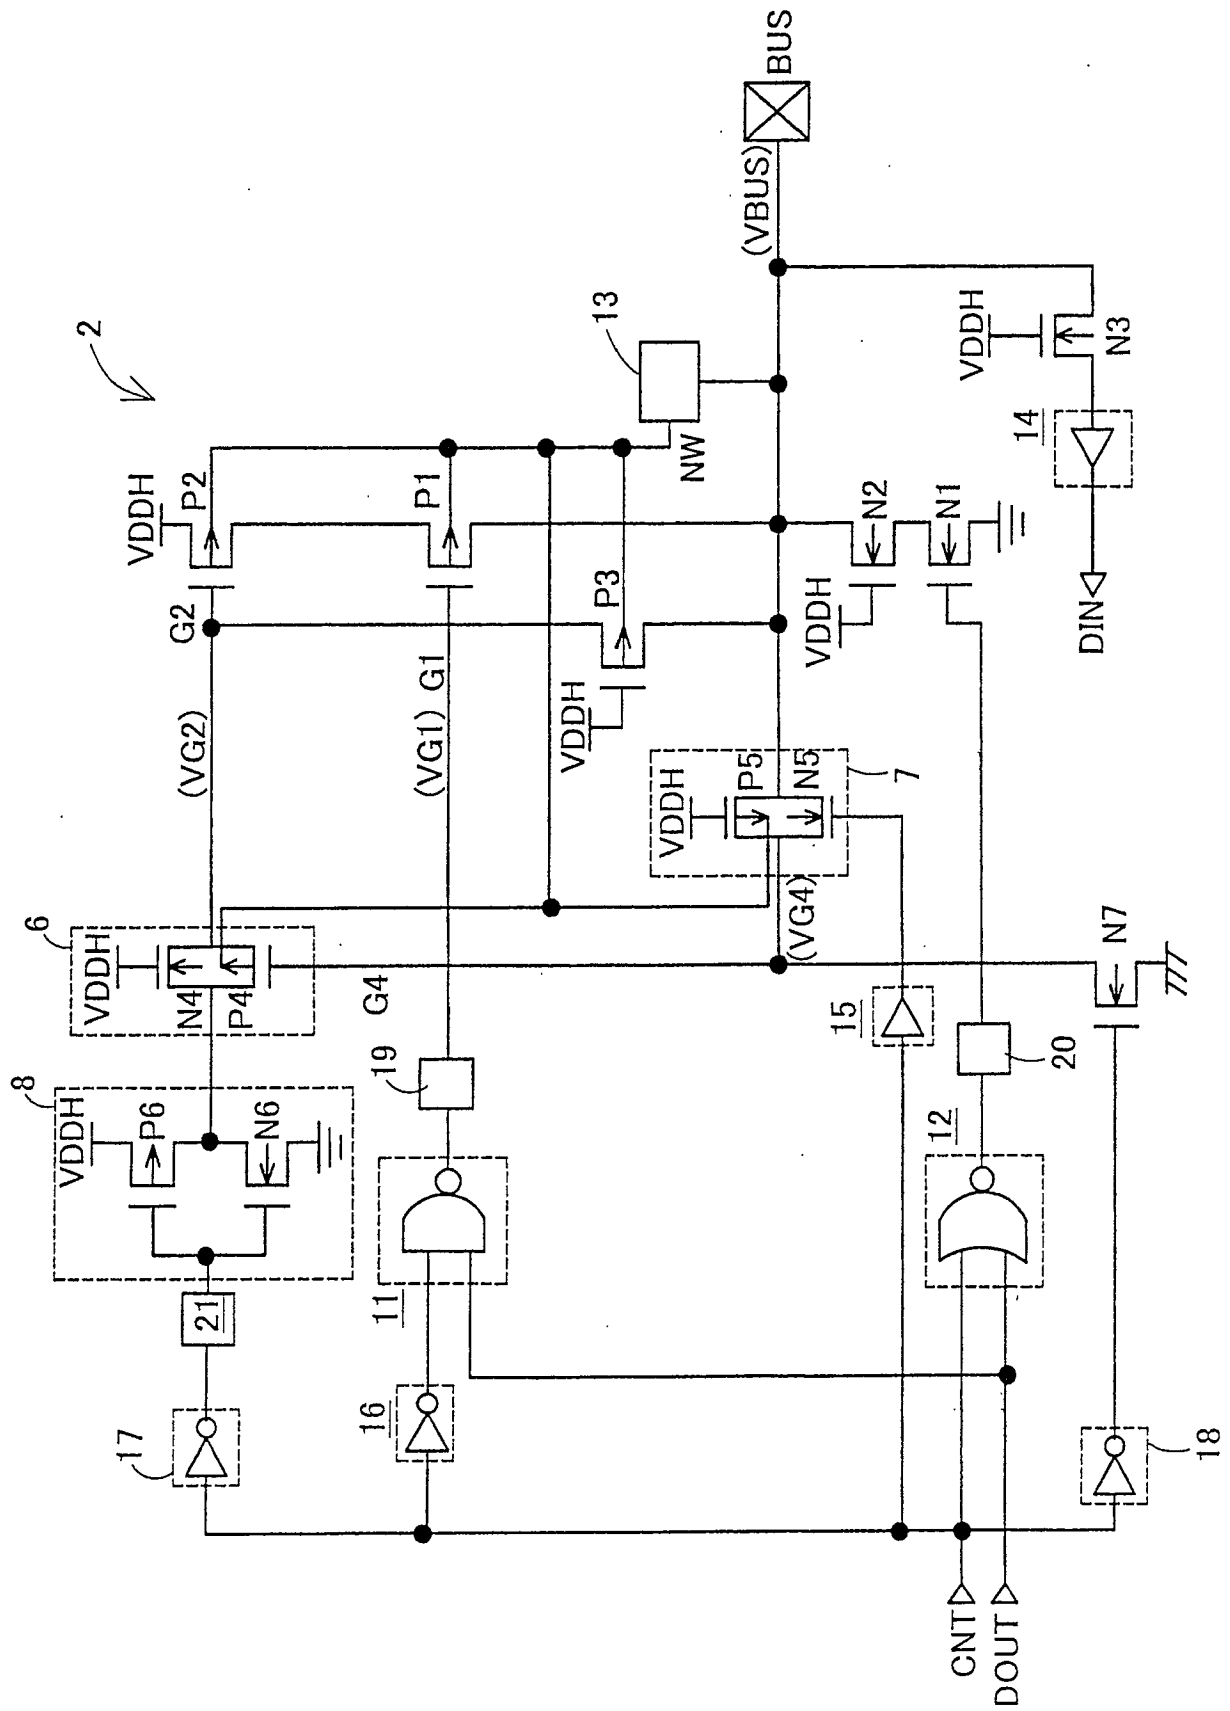 2
BUS
(VBUS)
13
NW
VDDH
P2
G2
(VG2)
P1
G1
(VG1)
P3
VDDH
VDDH
N2
N1
VDDH
N3
14
DIN
6
VDDH
N4
P4
G4
VDDH
P5
N5
7
(VG4)
N7
8
VDDH
P6
N6
19
15
20
12
11
21
17
16
18
CNT
DOUT